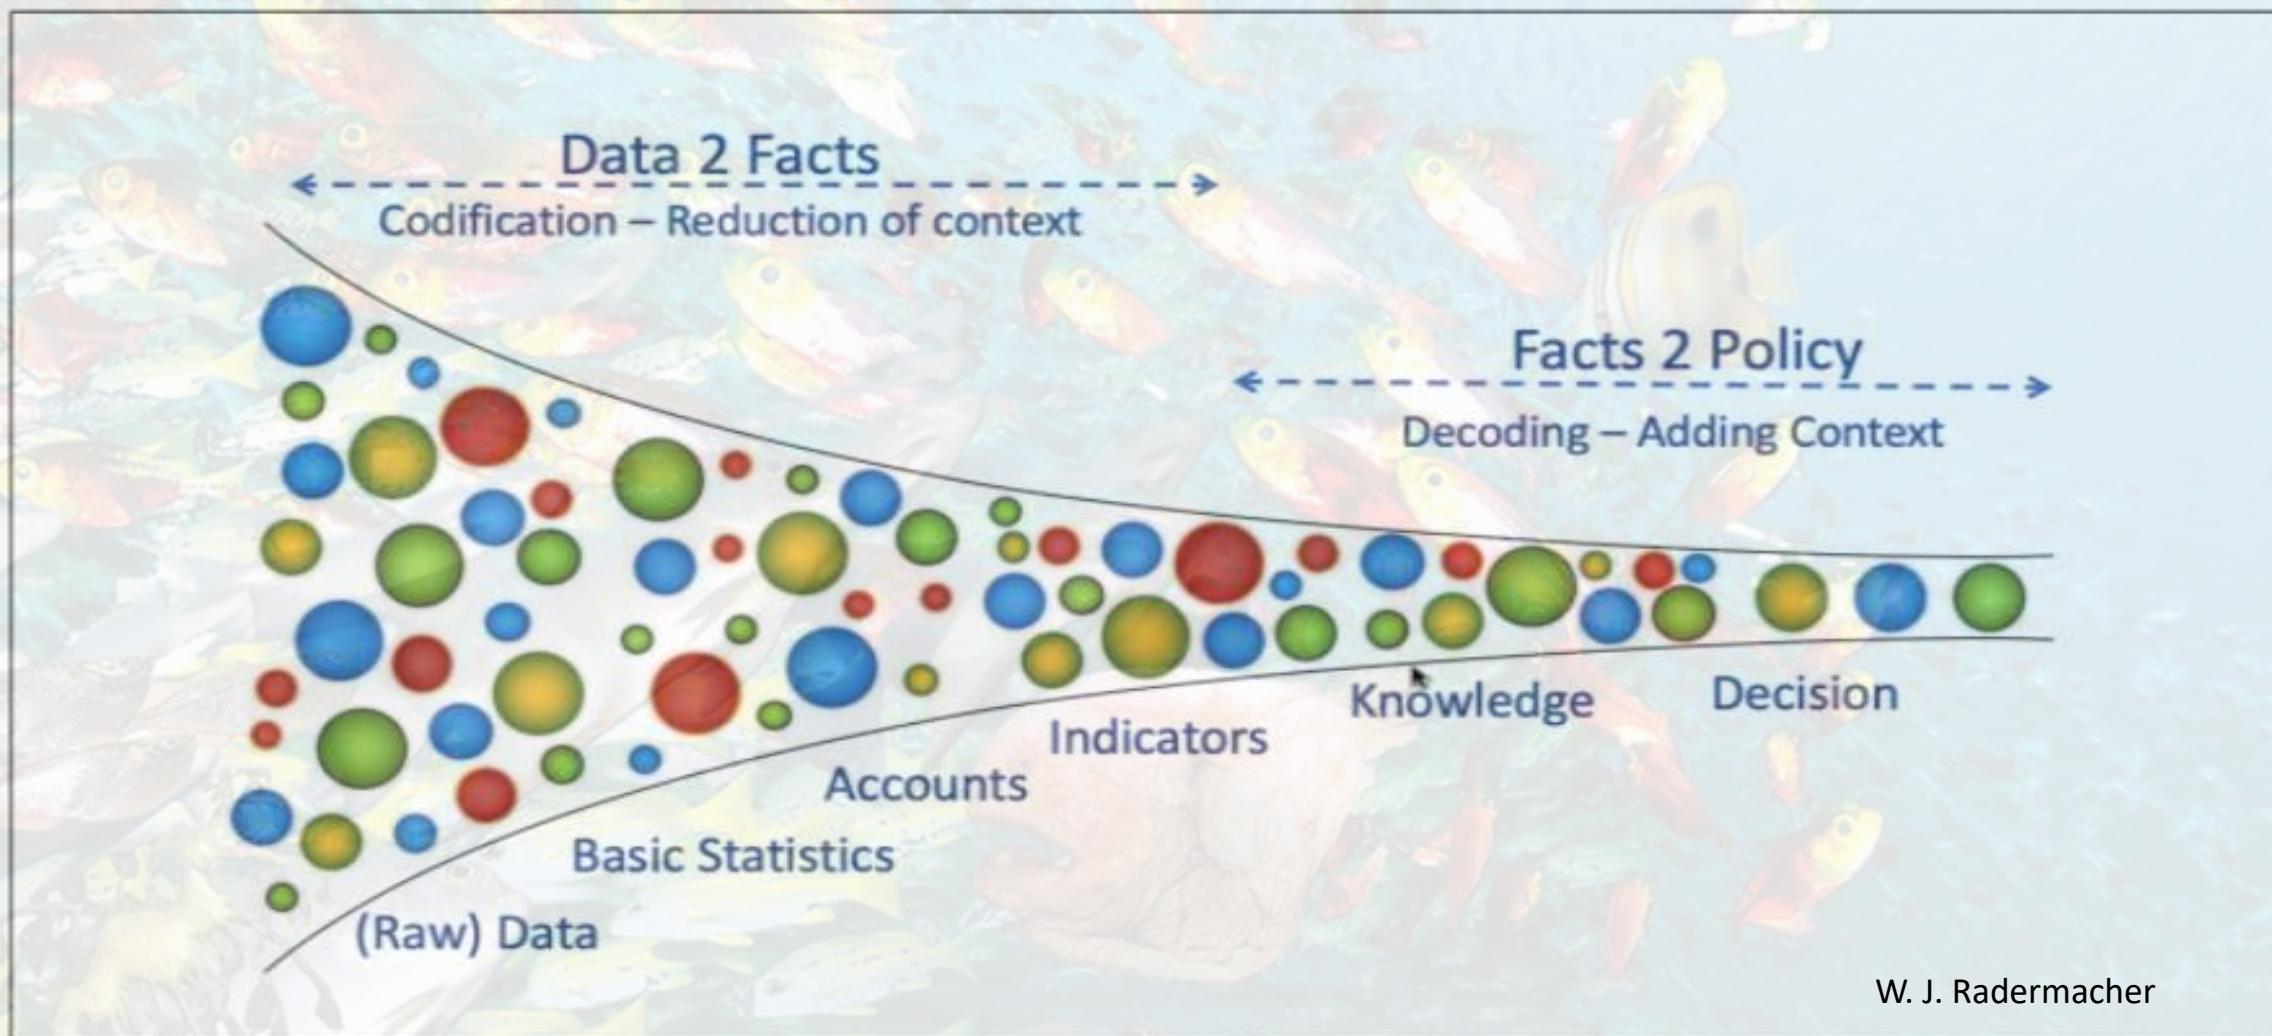 Data 2 Facts
Codification – Reduction of context
Facts 2 Policy
Decoding – Adding Context
Knowledge
Decision
Indicators
Accounts
Basic Statistics
(Raw) Data
W. J. Radermacher